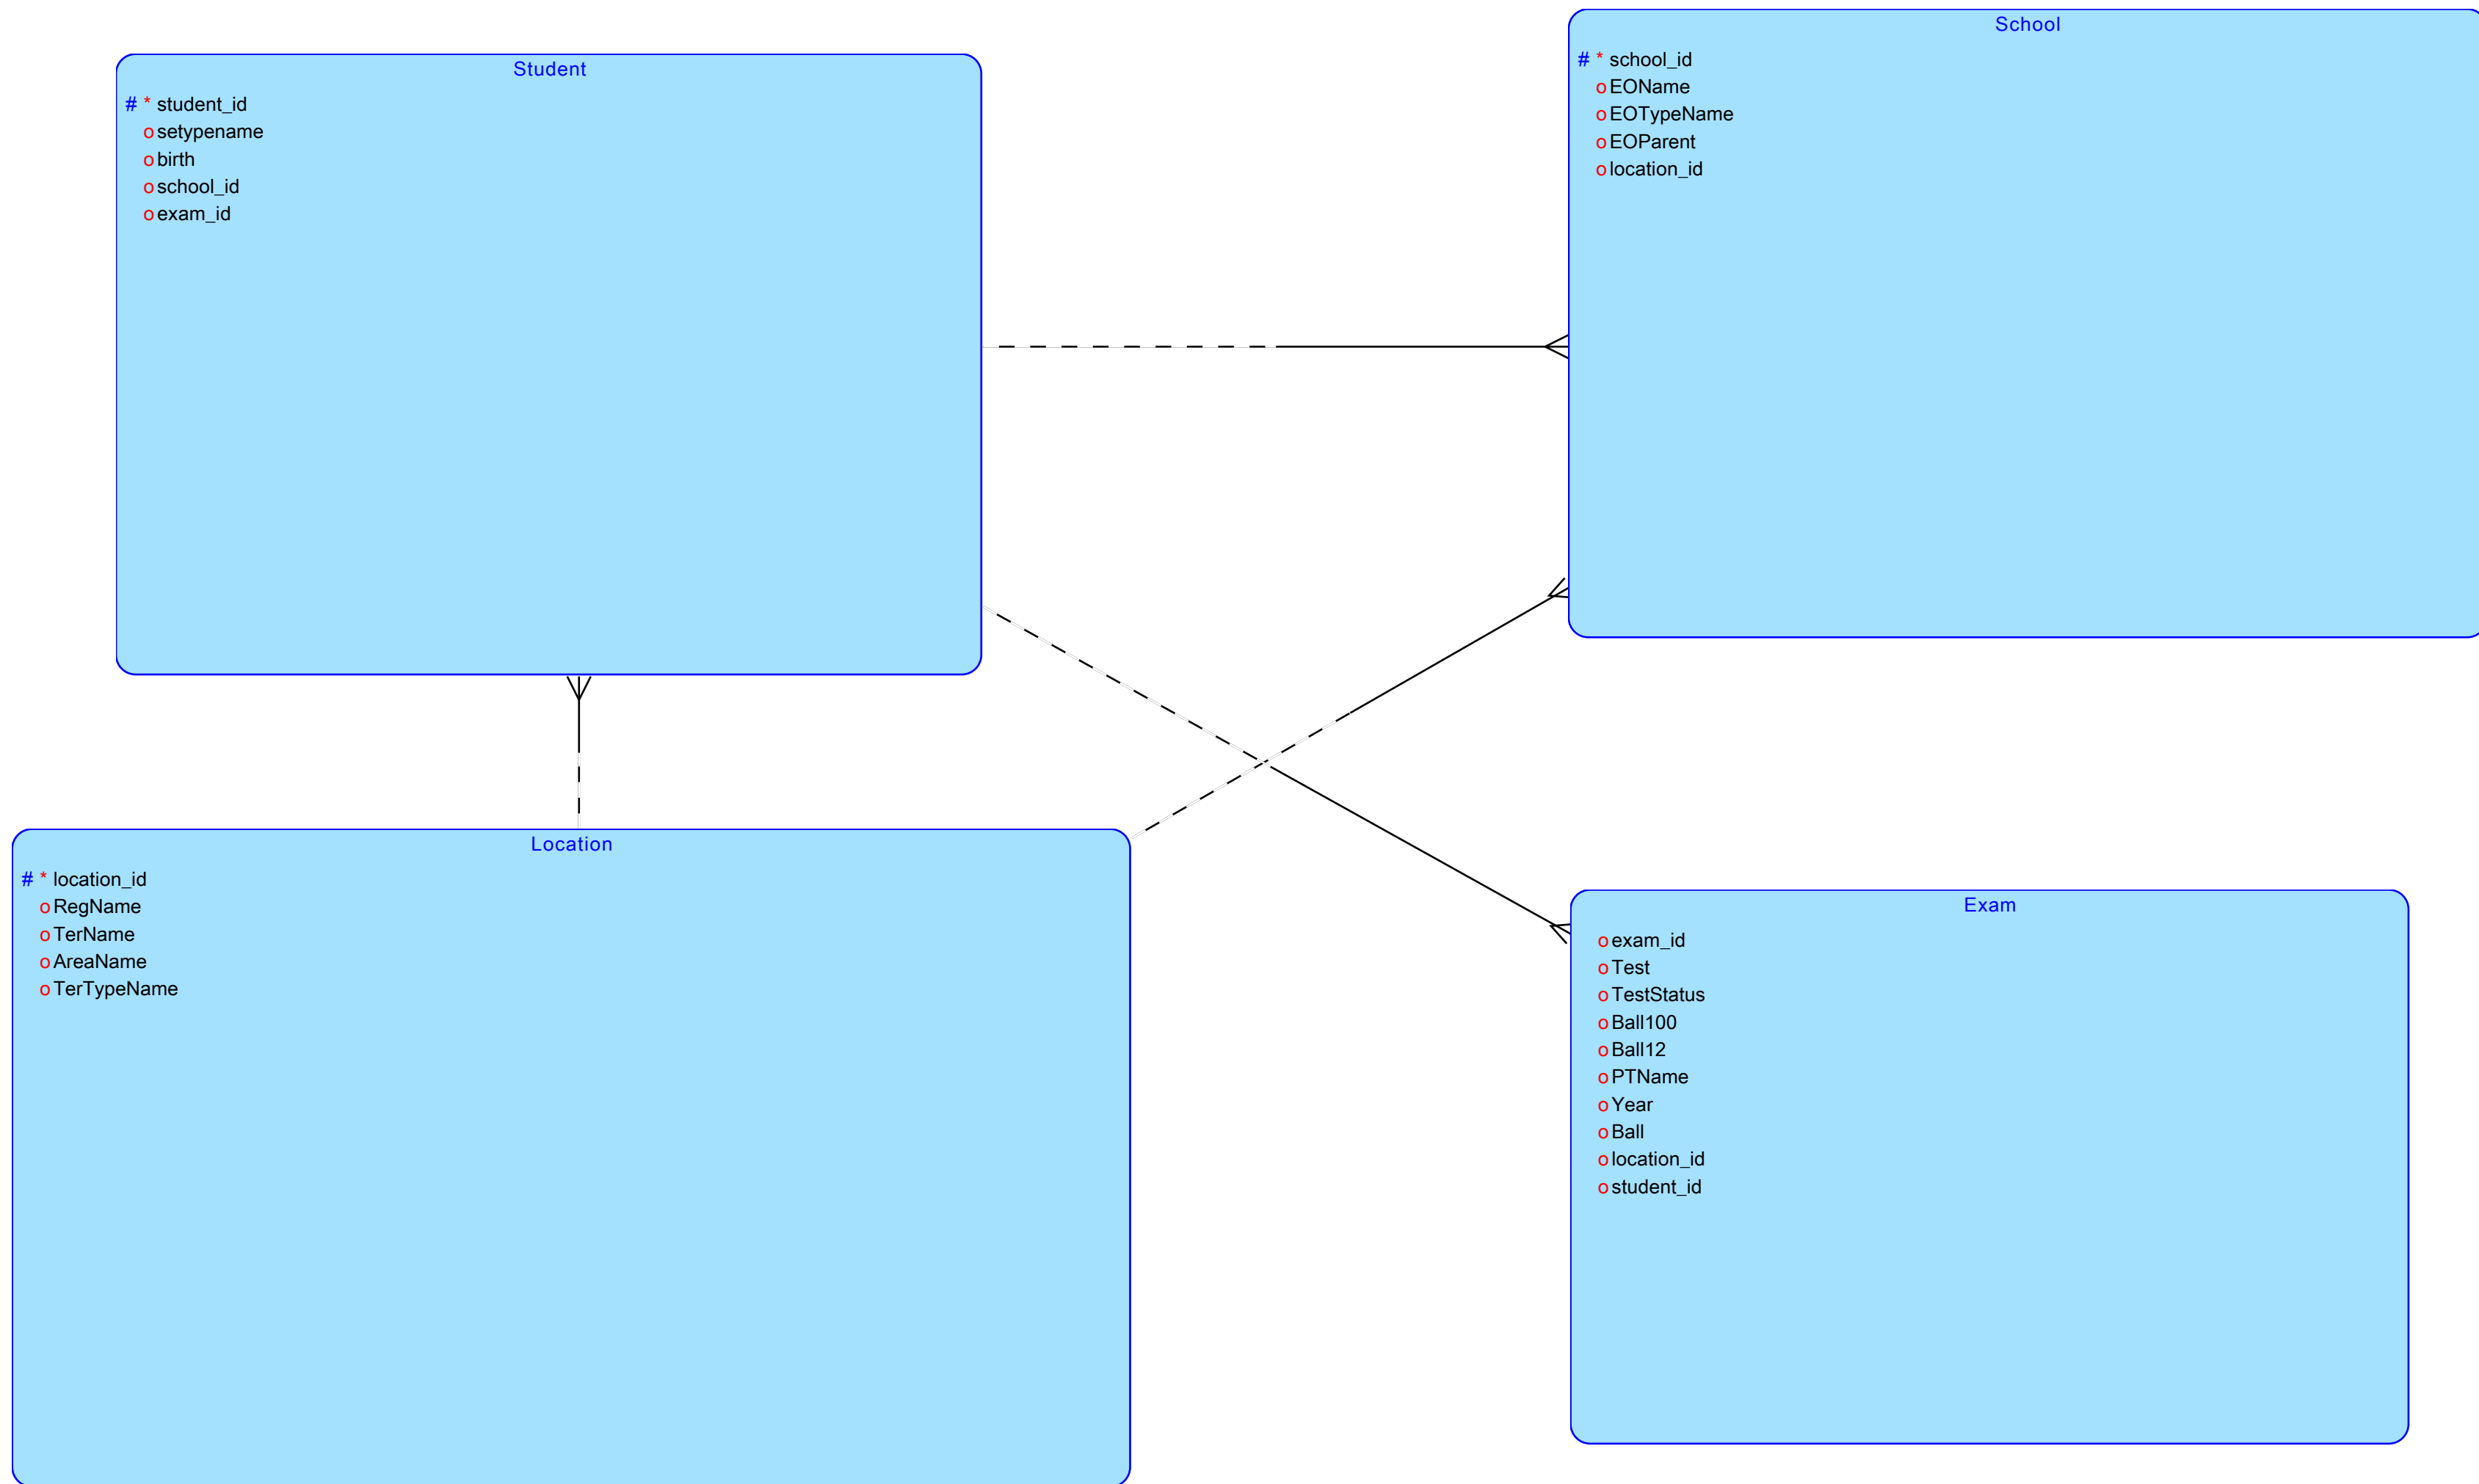 Student
# * student_id
o setypename
o birth
o school_id
o exam_id
School
# * school_id
o EOName
o EOTypeName
o EOParent
o location_id
Location
# * location_id
o RegName
o TerName
o AreaName
o TerTypeName
Exam
o exam_id
o Test
o TestStatus
o Ball100
o Ball12
o PTName
o Year
o Ball
o location_id
o student_id